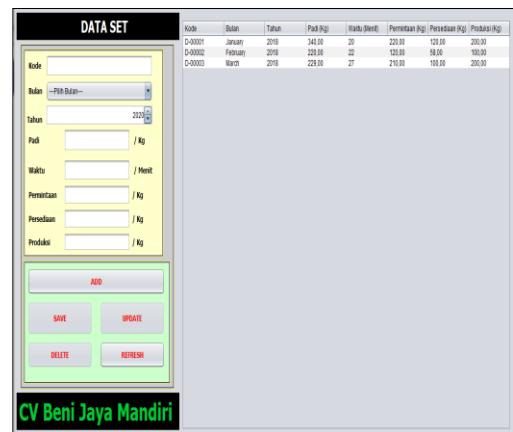 DATA SET
Kode
Bulan ---Pilih Bulan---
Tahun 2020
Padi / Kg
Waktu / Menit
Permintaan / Kg
Persediaan / Kg
Produksi / Kg
ADD
SAVE UPDATE
DELETE REFRESH
CV Beni Jaya Mandiri
Kode Bulan Tahun Padi (Kg) Waktu (Menit) Permintaan (Kg) Persediaan (Kg) Produksi (Kg)
D-00001 January 2018 340,00 20 220,00 120,00 200,00
D-00002 February 2018 220,00 22 120,00 58,00 100,00
D-00003 March 2018 229,00 27 210,00 100,00 200,00